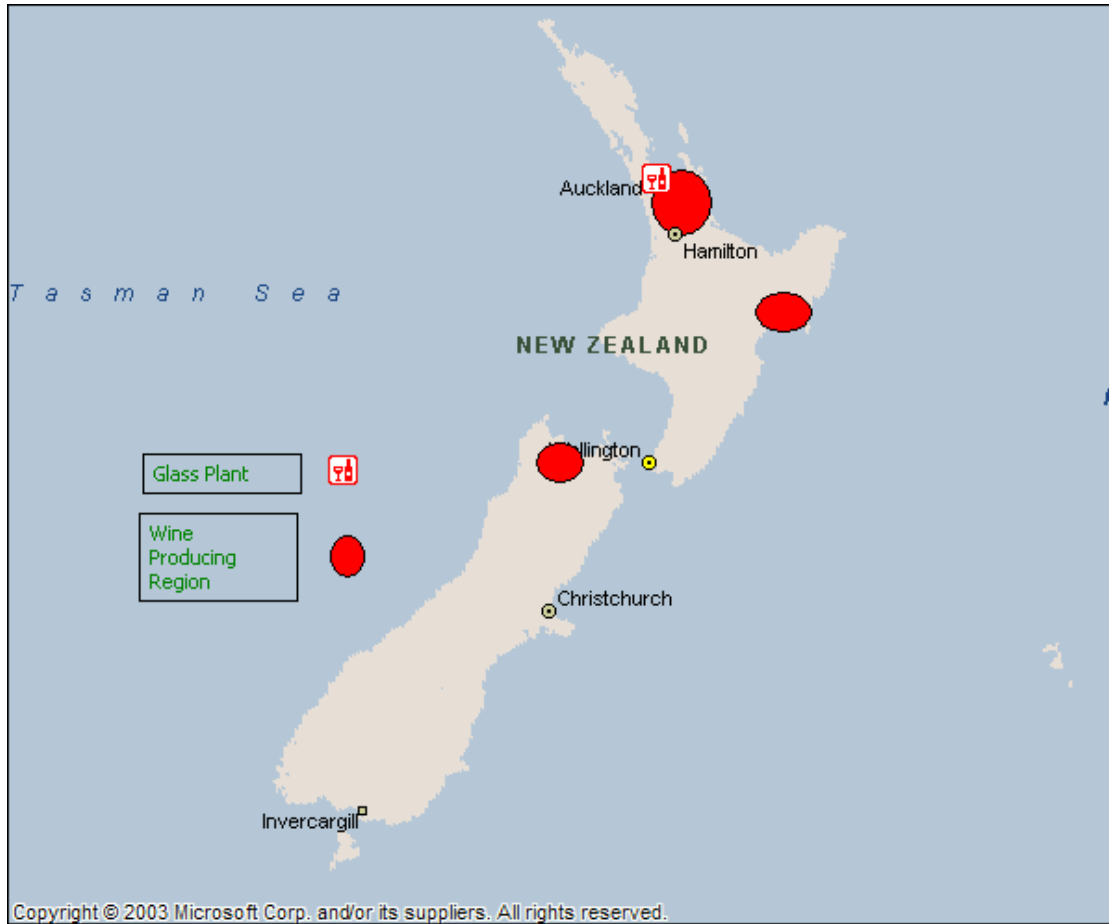 Auckland
Hamilton
Tasman Sea
NEW ZEALAND
Glass Plant
Wine
Producing
Region
Christchurch
Invercargill
Copyright © 2003 Microsoft Corp. and/or its suppliers. All rights reserved.